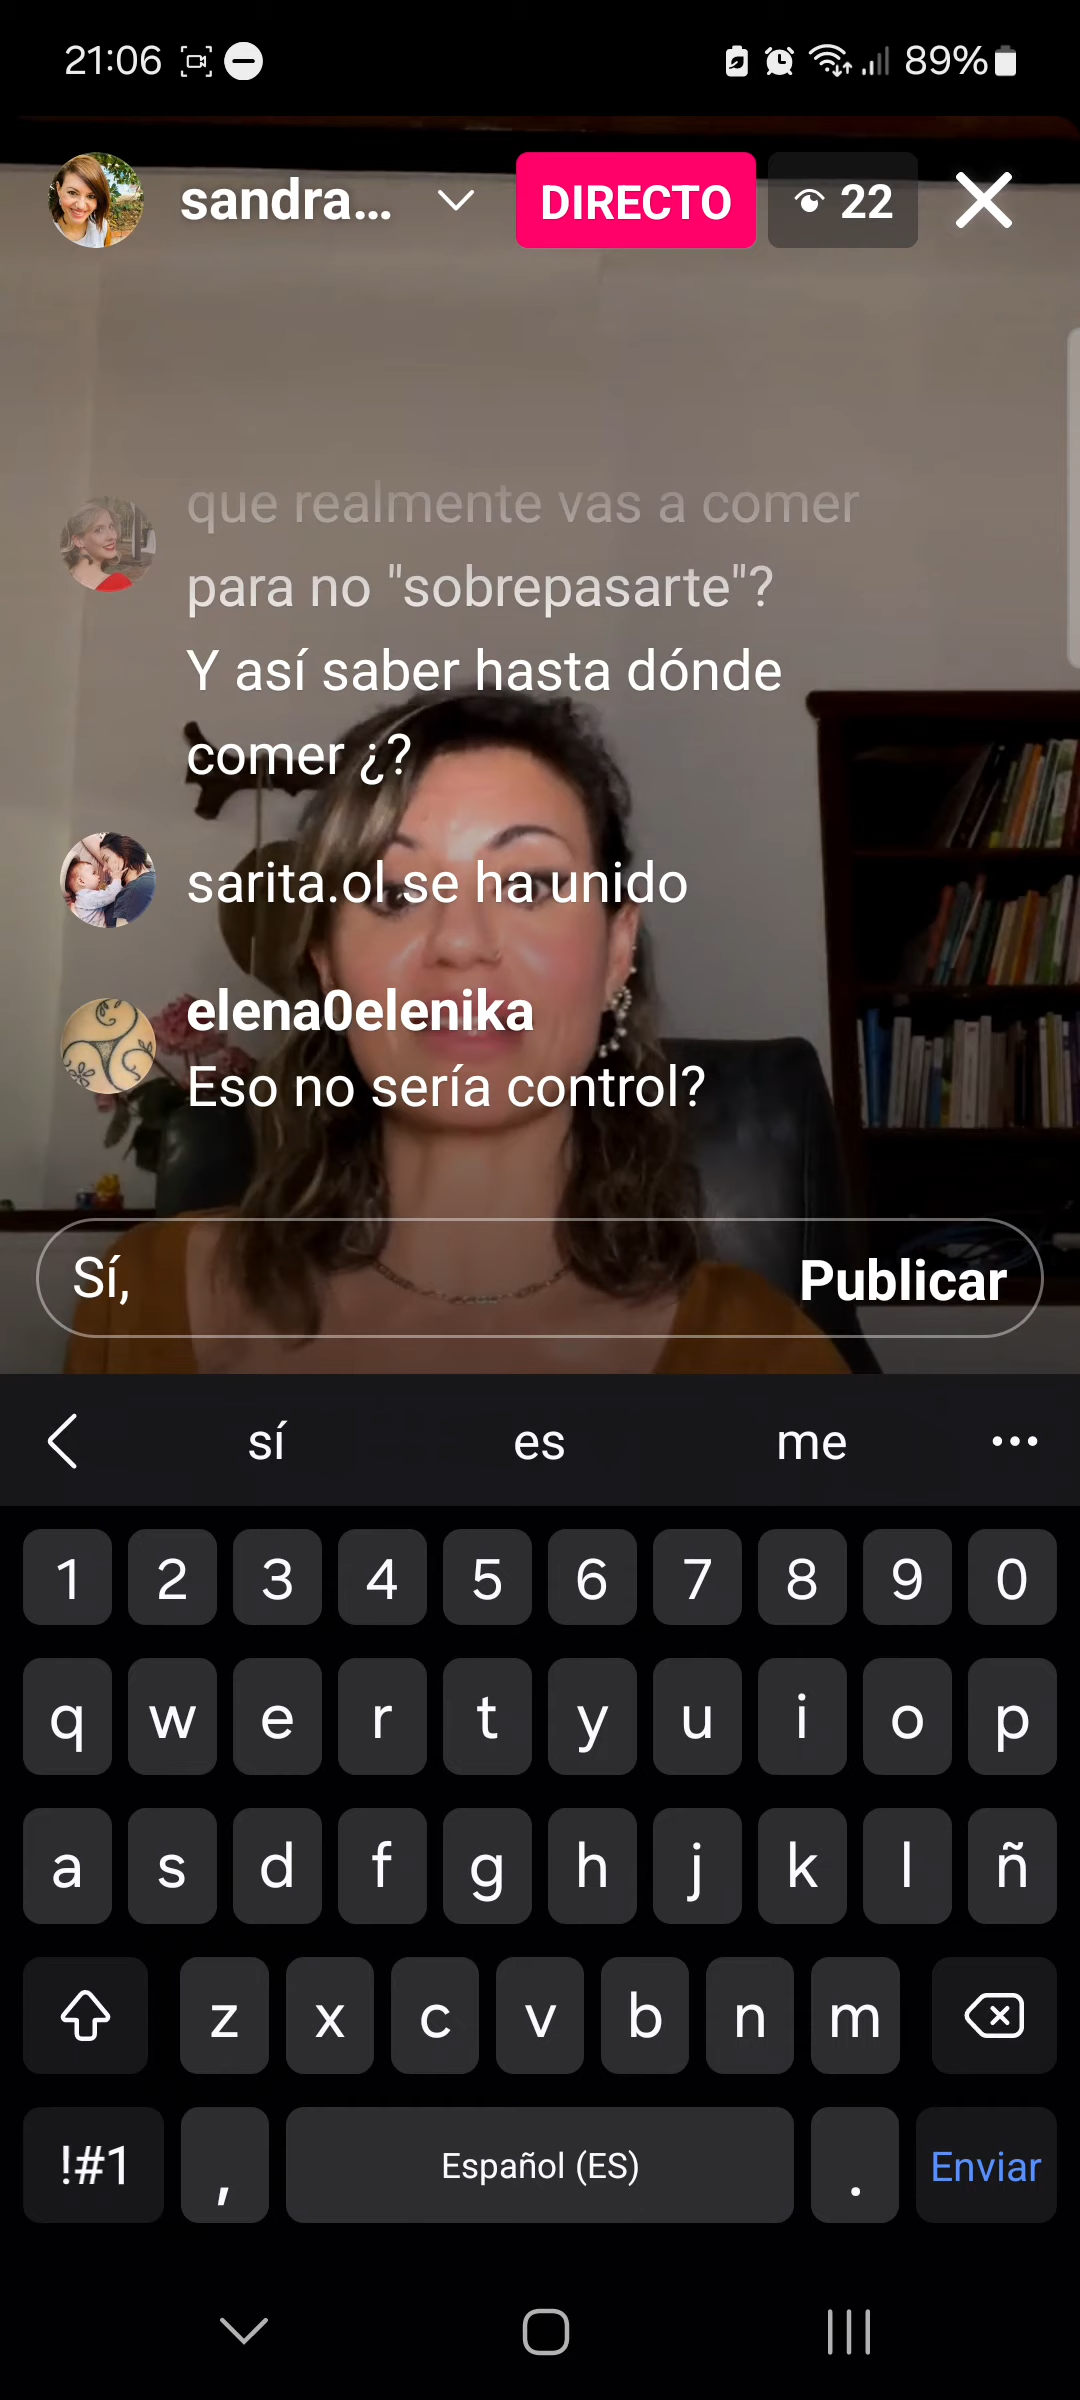 21:06
89%
sandra...
DIRECTO
22
que realmente vas a comer
para no "sobrepasarte"?
Y así saber hasta dónde
comer ¿?
sarita.ol se ha unido
elena0elenika
Eso no sería control?
Sí,
Publicar
sí es me
1 2 3 4 5 6 7 8 9 0
q w e r t y u i o p
a s d f g h j k l ñ
z x c v b n m
!#1 , Español (ES) . Enviar